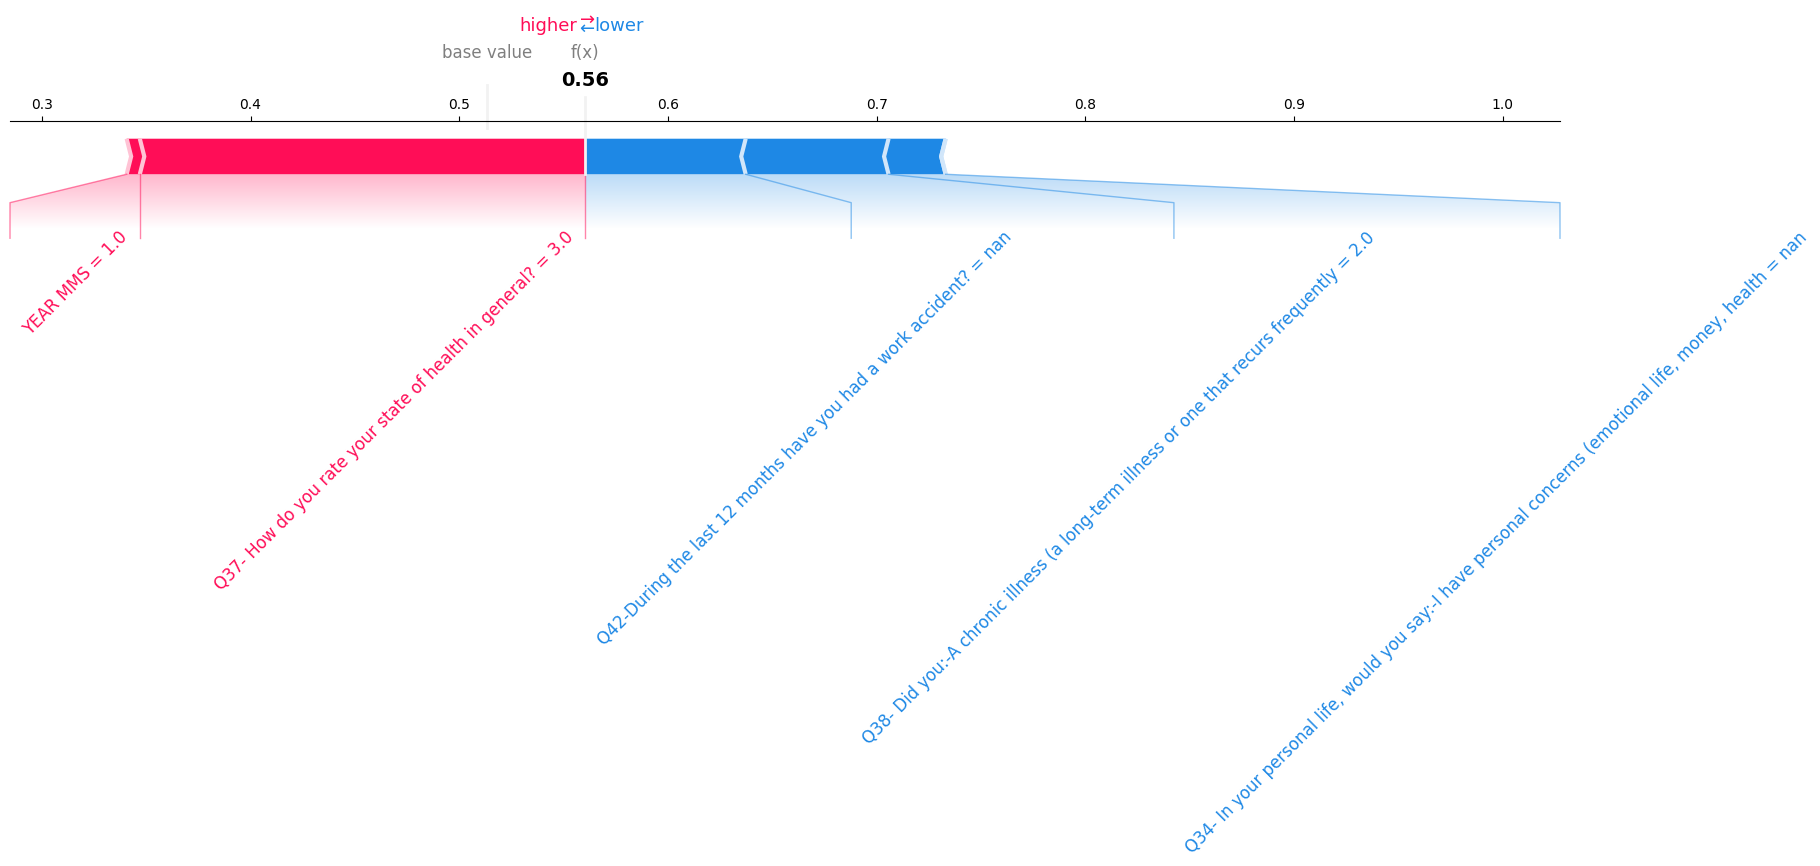 higher ⇄ lower
base value f(x)
0.56
0.3 0.4 0.5 0.6 0.7 0.8 0.9 1.0
YEAR MMS = 1.0
Q37- How do you rate your state of health in general? = 3.0
Q42-During the last 12 months have you had a work accident? = nan
Q38- Did you:-A chronic illness (a long-term illness or one that recurs frequently = 2.0
Q34- In your personal life, would you say:-I have personal concerns (emotional life, money, health = nan